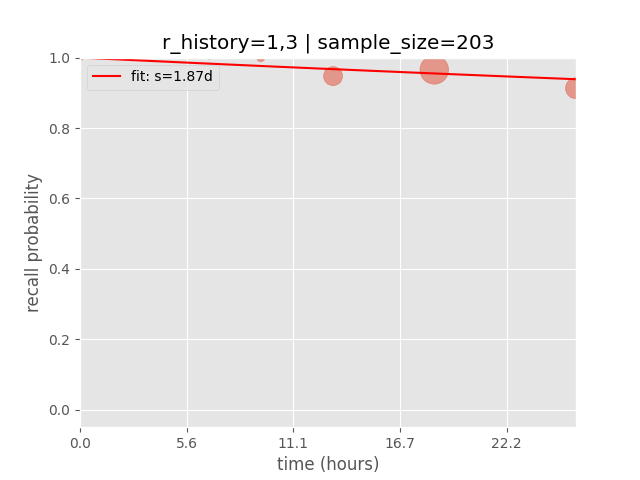 r_history=1,3 | sample_size=203
fit: s=1.87d
recall probability
1.0
0.8
0.6
0.4
0.2
0.0
0.0 5.6 11.1 16.7 22.2
time (hours)